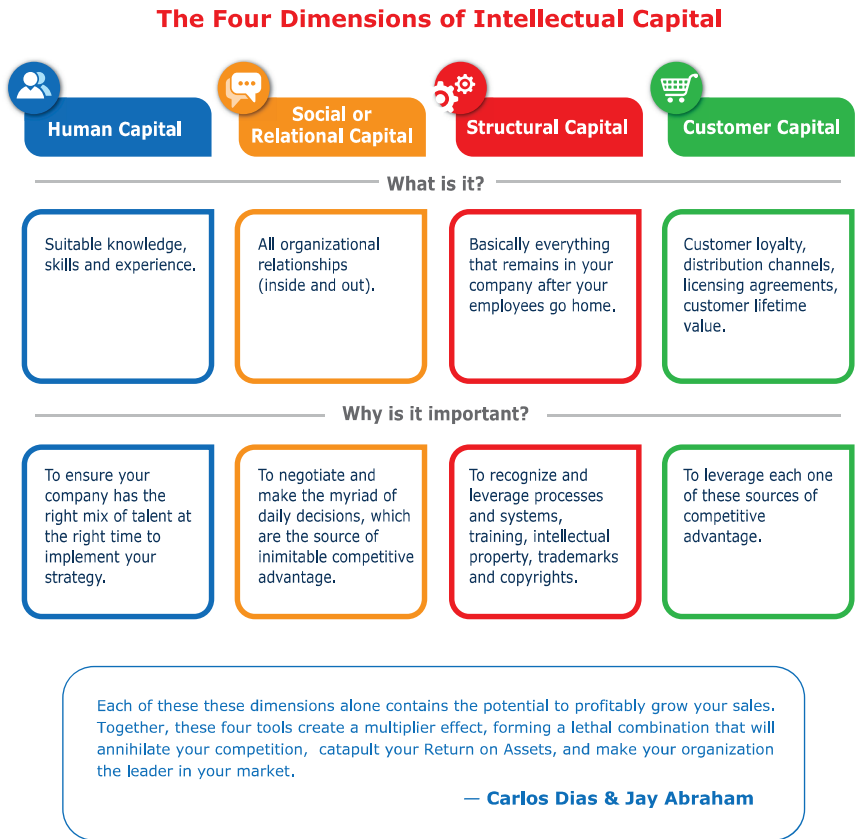 The Four Dimensions of Intellectual Capital
Human Capital
Social or
Relational Capital
Structural Capital
Customer Capital
What is it?
Suitable knowledge,
skills and experience.
All organizational
relationships
(inside and out).
Basically everything
that remains in your
company after your
employees go home.
Customer loyalty,
distribution channels,
licensing agreements,
customer lifetime
value.
Why is it important?
To ensure your
company has the
right mix of talent at
the right time to
implement your
strategy.
To negotiate and
make the myriad of
daily decisions, which
are the source of
inimitable competitive
advantage.
To recognize and
leverage processes
and systems,
training, intellectual
property, trademarks
and copyrights.
To leverage each one
of these sources of
competitive
advantage.
Each of these these dimensions alone contains the potential to profitably grow your sales.
Together, these four tools create a multiplier effect, forming a lethal combination that will
annihilate your competition,  catapult your Return on Assets, and make your organization
the leader in your market.
— Carlos Dias & Jay Abraham